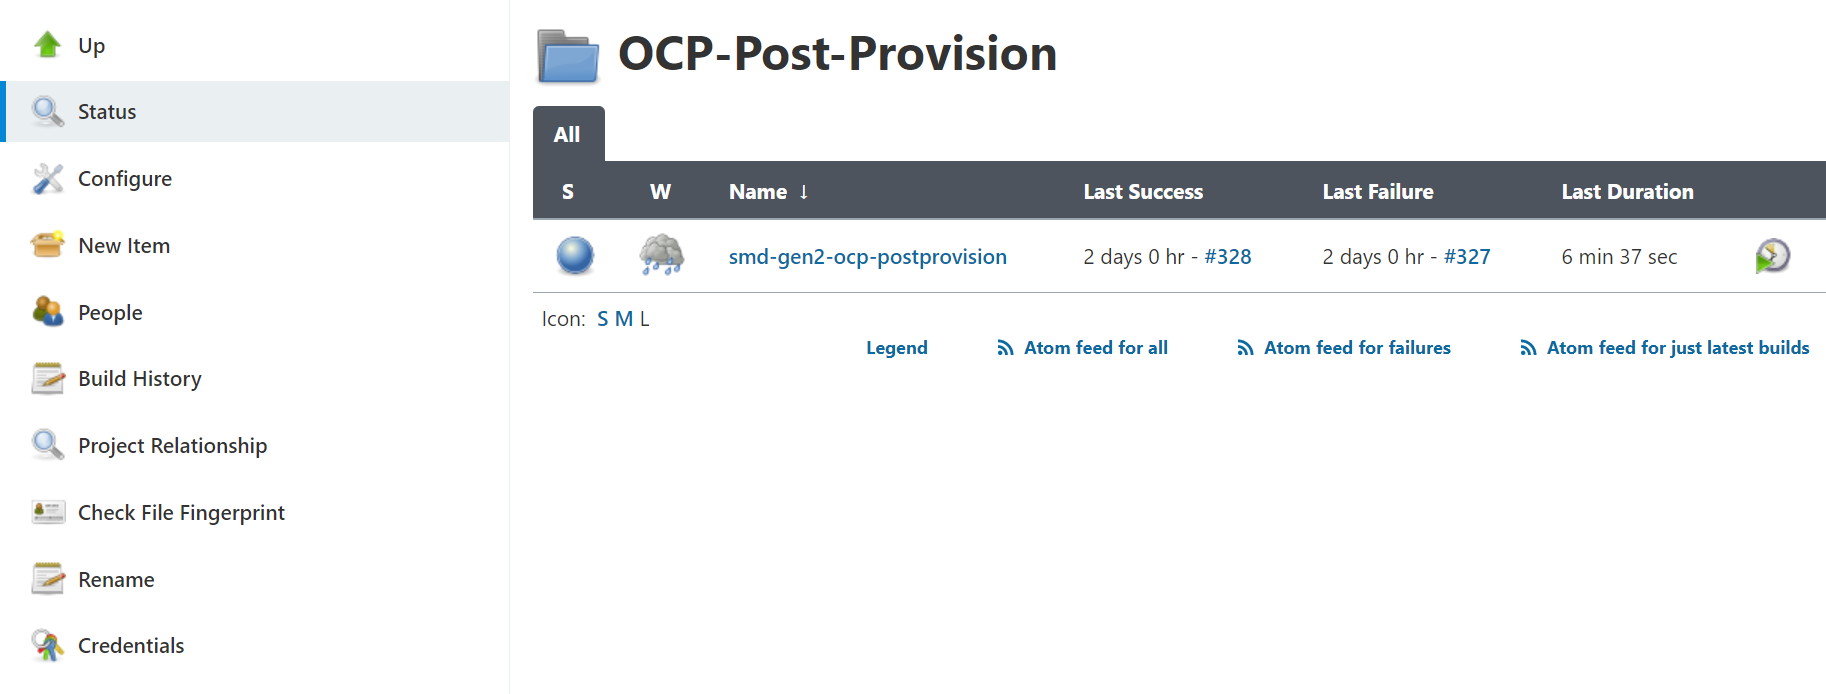 Up
Status
Configure
New Item
People
Build History
Project Relationship
Check File Fingerprint
Rename
Credentials
OCP-Post-Provision
All
S W Name ↓ Last Success Last Failure Last Duration
smd-gen2-ocp-postprovision 2 days 0 hr - #328 2 days 0 hr - #327 6 min 37 sec
Icon: S M L
Legend Atom feed for all Atom feed for failures Atom feed for just latest builds